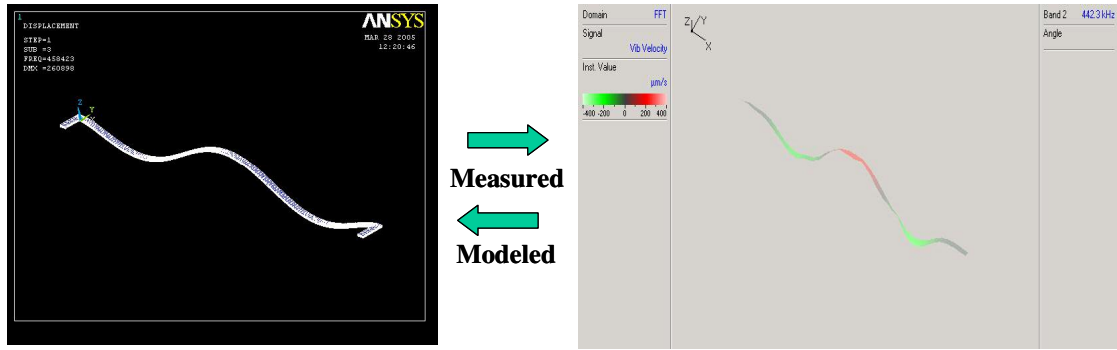 1
DISPLACEMENT
STEP=1
SUB =3
FREQ=458423
DMX =260898
ANSYS
MAR 28 2005
12:20:46
Z
Y
X
Measured
Modeled
Domain FFT
Signal
Vib Velocity
Inst. Value
µm/s
-400 -200 0 200 400
Z Y
X
Band 2 442.3 kHz
Angle